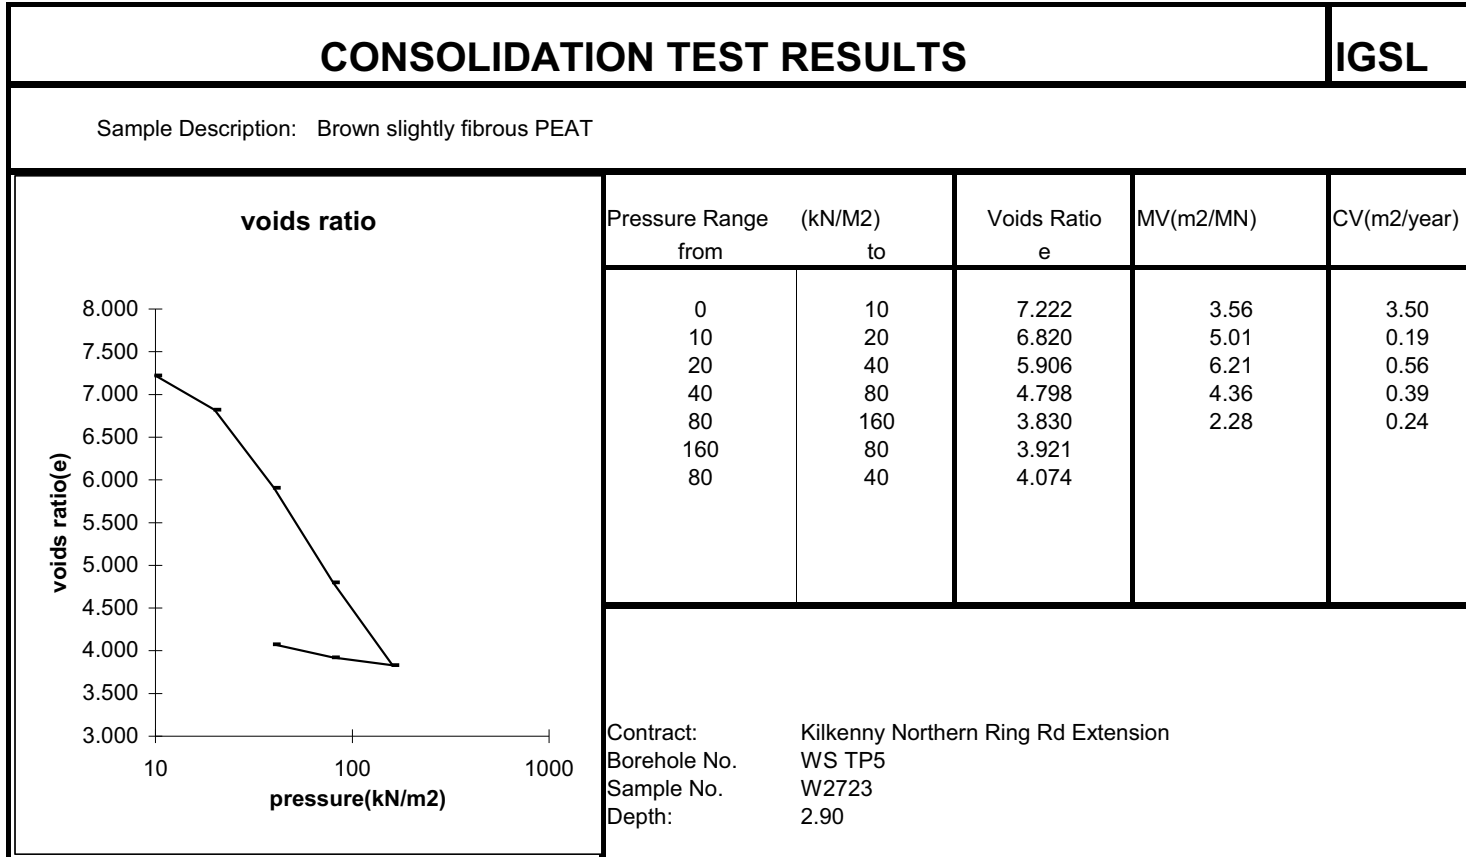 CONSOLIDATION TEST RESULTS IGSL
Sample Description: Brown slightly fibrous PEAT
voids ratio
8.000
7.500
7.000
6.500
6.000
5.500
5.000
4.500
4.000
3.500
3.000
voids ratio(e)
10 100 1000
pressure(kN/m2)
Pressure Range (kN/M2) Voids Ratio MV(m2/MN) CV(m2/year)
from to e
0 10 7.222 3.56 3.50
10 20 6.820 5.01 0.19
20 40 5.906 6.21 0.56
40 80 4.798 4.36 0.39
80 160 3.830 2.28 0.24
160 80 3.921
80 40 4.074
Contract: Kilkenny Northern Ring Rd Extension
Borehole No. WS TP5
Sample No. W2723
Depth: 2.90